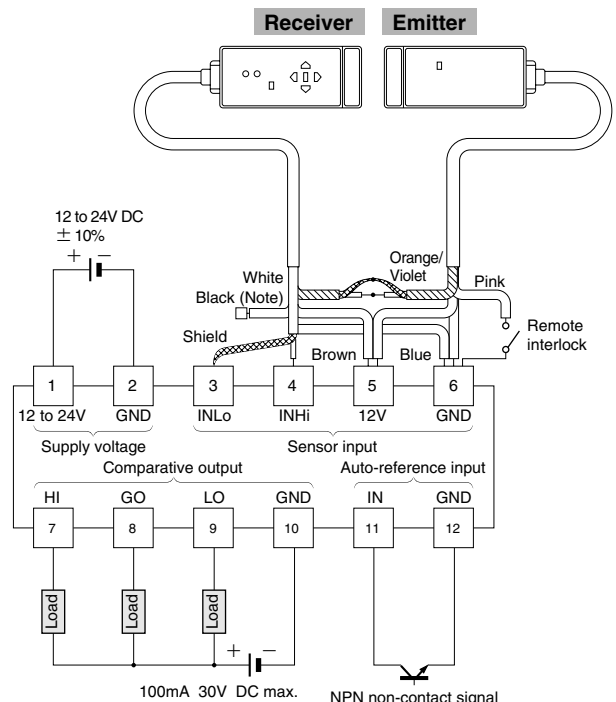 Receiver Emitter
12 to 24V DC
± 10%
+ −
Orange/
Violet
White
Pink
Black (Note)
Shield
Remote
interlock
Brown Blue
1 2 3 4 5 6
12 to 24V GND INLo INHi 12V GND
Supply voltage Sensor input
Comparative output Auto-reference input
HI GO LO GND IN GND
7 8 9 10 11 12
Load Load Load
+ −
100mA 30V DC max.
NPN non-contact signal